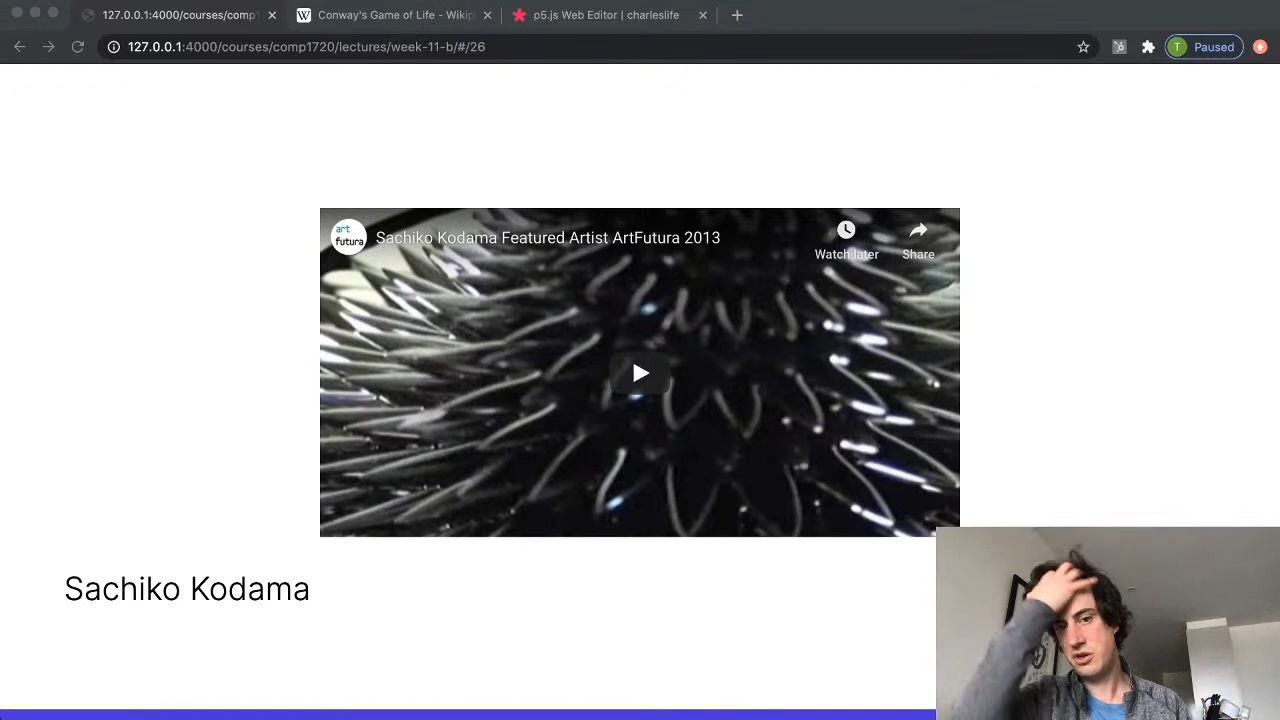 127.0.0.1:4000/courses/comp1
Conway's Game of Life - Wikip
p5.js Web Editor | charleslife
127.0.0.1:4000/courses/comp1720/lectures/week-11-b/#/26
T
Paused
art
futura
Sachiko Kodama Featured Artist ArtFutura 2013
Watch later
Share
Sachiko Kodama